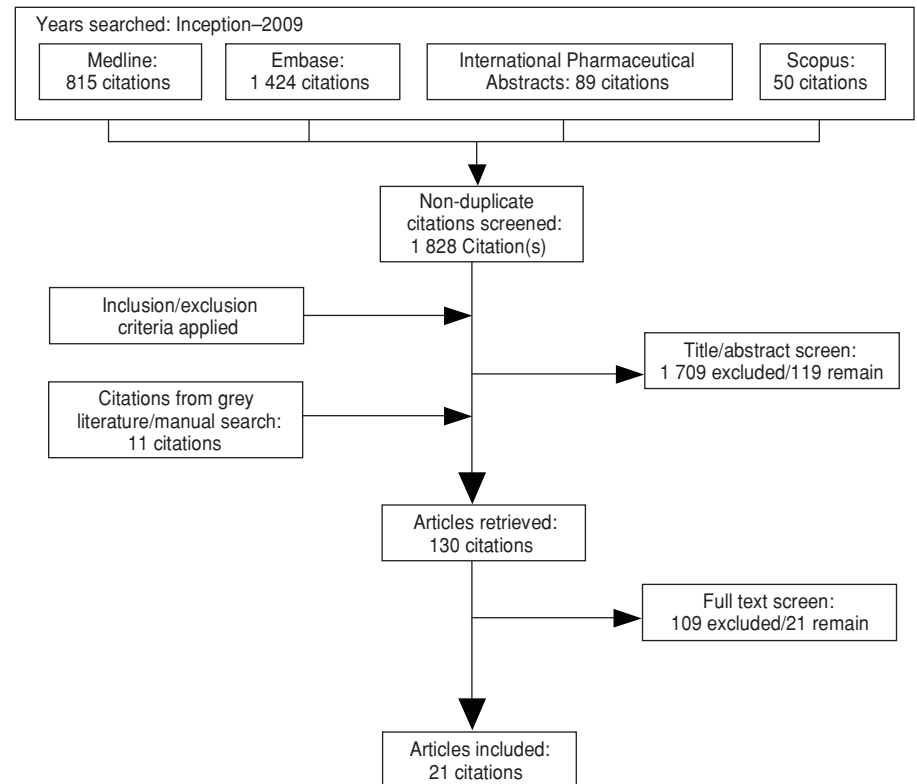 Years searched: Inception–2009
Medline:
815 citations
Embase:
1 424 citations
International Pharmaceutical
Abstracts: 89 citations
Scopus:
50 citations
Non-duplicate
citations screened:
1 828 Citation(s)
Inclusion/exclusion
criteria applied
Title/abstract screen:
1 709 excluded/119 remain
Citations from grey
literature/manual search:
11 citations
Articles retrieved:
130 citations
Full text screen:
109 excluded/21 remain
Articles included:
21 citations